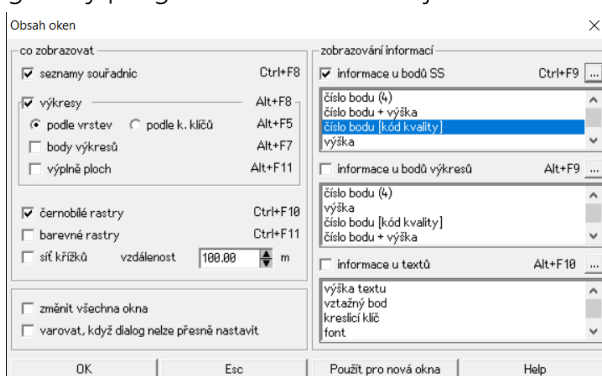 Obsah oken
co zobrazovat
seznamy souřadnic Ctrl+F8
výkresy Alt+F8
podle vrstev podle k. klíčů Alt+F5
body výkresů Alt+F7
výplně ploch Alt+F11
černobílé rastry Ctrl+F10
barevné rastry Ctrl+F11
síť křížků vzdálenost 100.00 m
změnit všechna okna
varovat, když dialog nelze přesně nastavit
zobrazování informací
informace u bodů SS Ctrl+F9 ...
číslo bodu (4)
číslo bodu + výška
číslo bodu [kód kvality]
výška
informace u bodů výkresů Alt+F9 ...
číslo bodu (4)
výška
číslo bodu [kód kvality]
číslo bodu + výška
informace u textů Alt+F10 ...
výška textu
vztažný bod
kreslicí klíč
font
OK Esc Použít pro nová okna Help